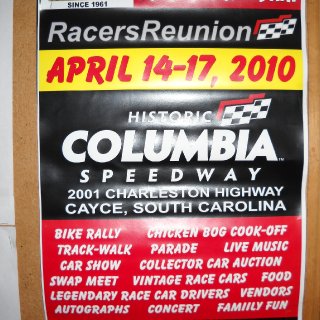 SINCE 1961
RacersReunion
APRIL 14-17, 2010
HISTORIC
COLUMBIA™
SPEEDWAY
2001 CHARLESTON HIGHWAY
CAYCE, SOUTH CAROLINA
BIKE RALLY CHICKEN BOG COOK-OFF
TRACK-WALK PARADE LIVE MUSIC
CAR SHOW COLLECTOR CAR AUCTION
SWAP MEET VINTAGE RACE CARS FOOD
LEGENDARY RACE CAR DRIVERS VENDORS
AUTOGRAPHS CONCERT FAMILY FUN